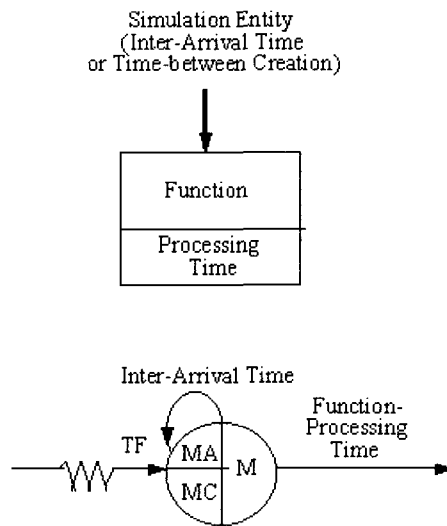 Simulation Entity
(Inter-Arrival Time
or Time-between Creation)
Function
Processing
Time
Inter-Arrival Time
Function-
Processing
Time
TF
MA
M
MC